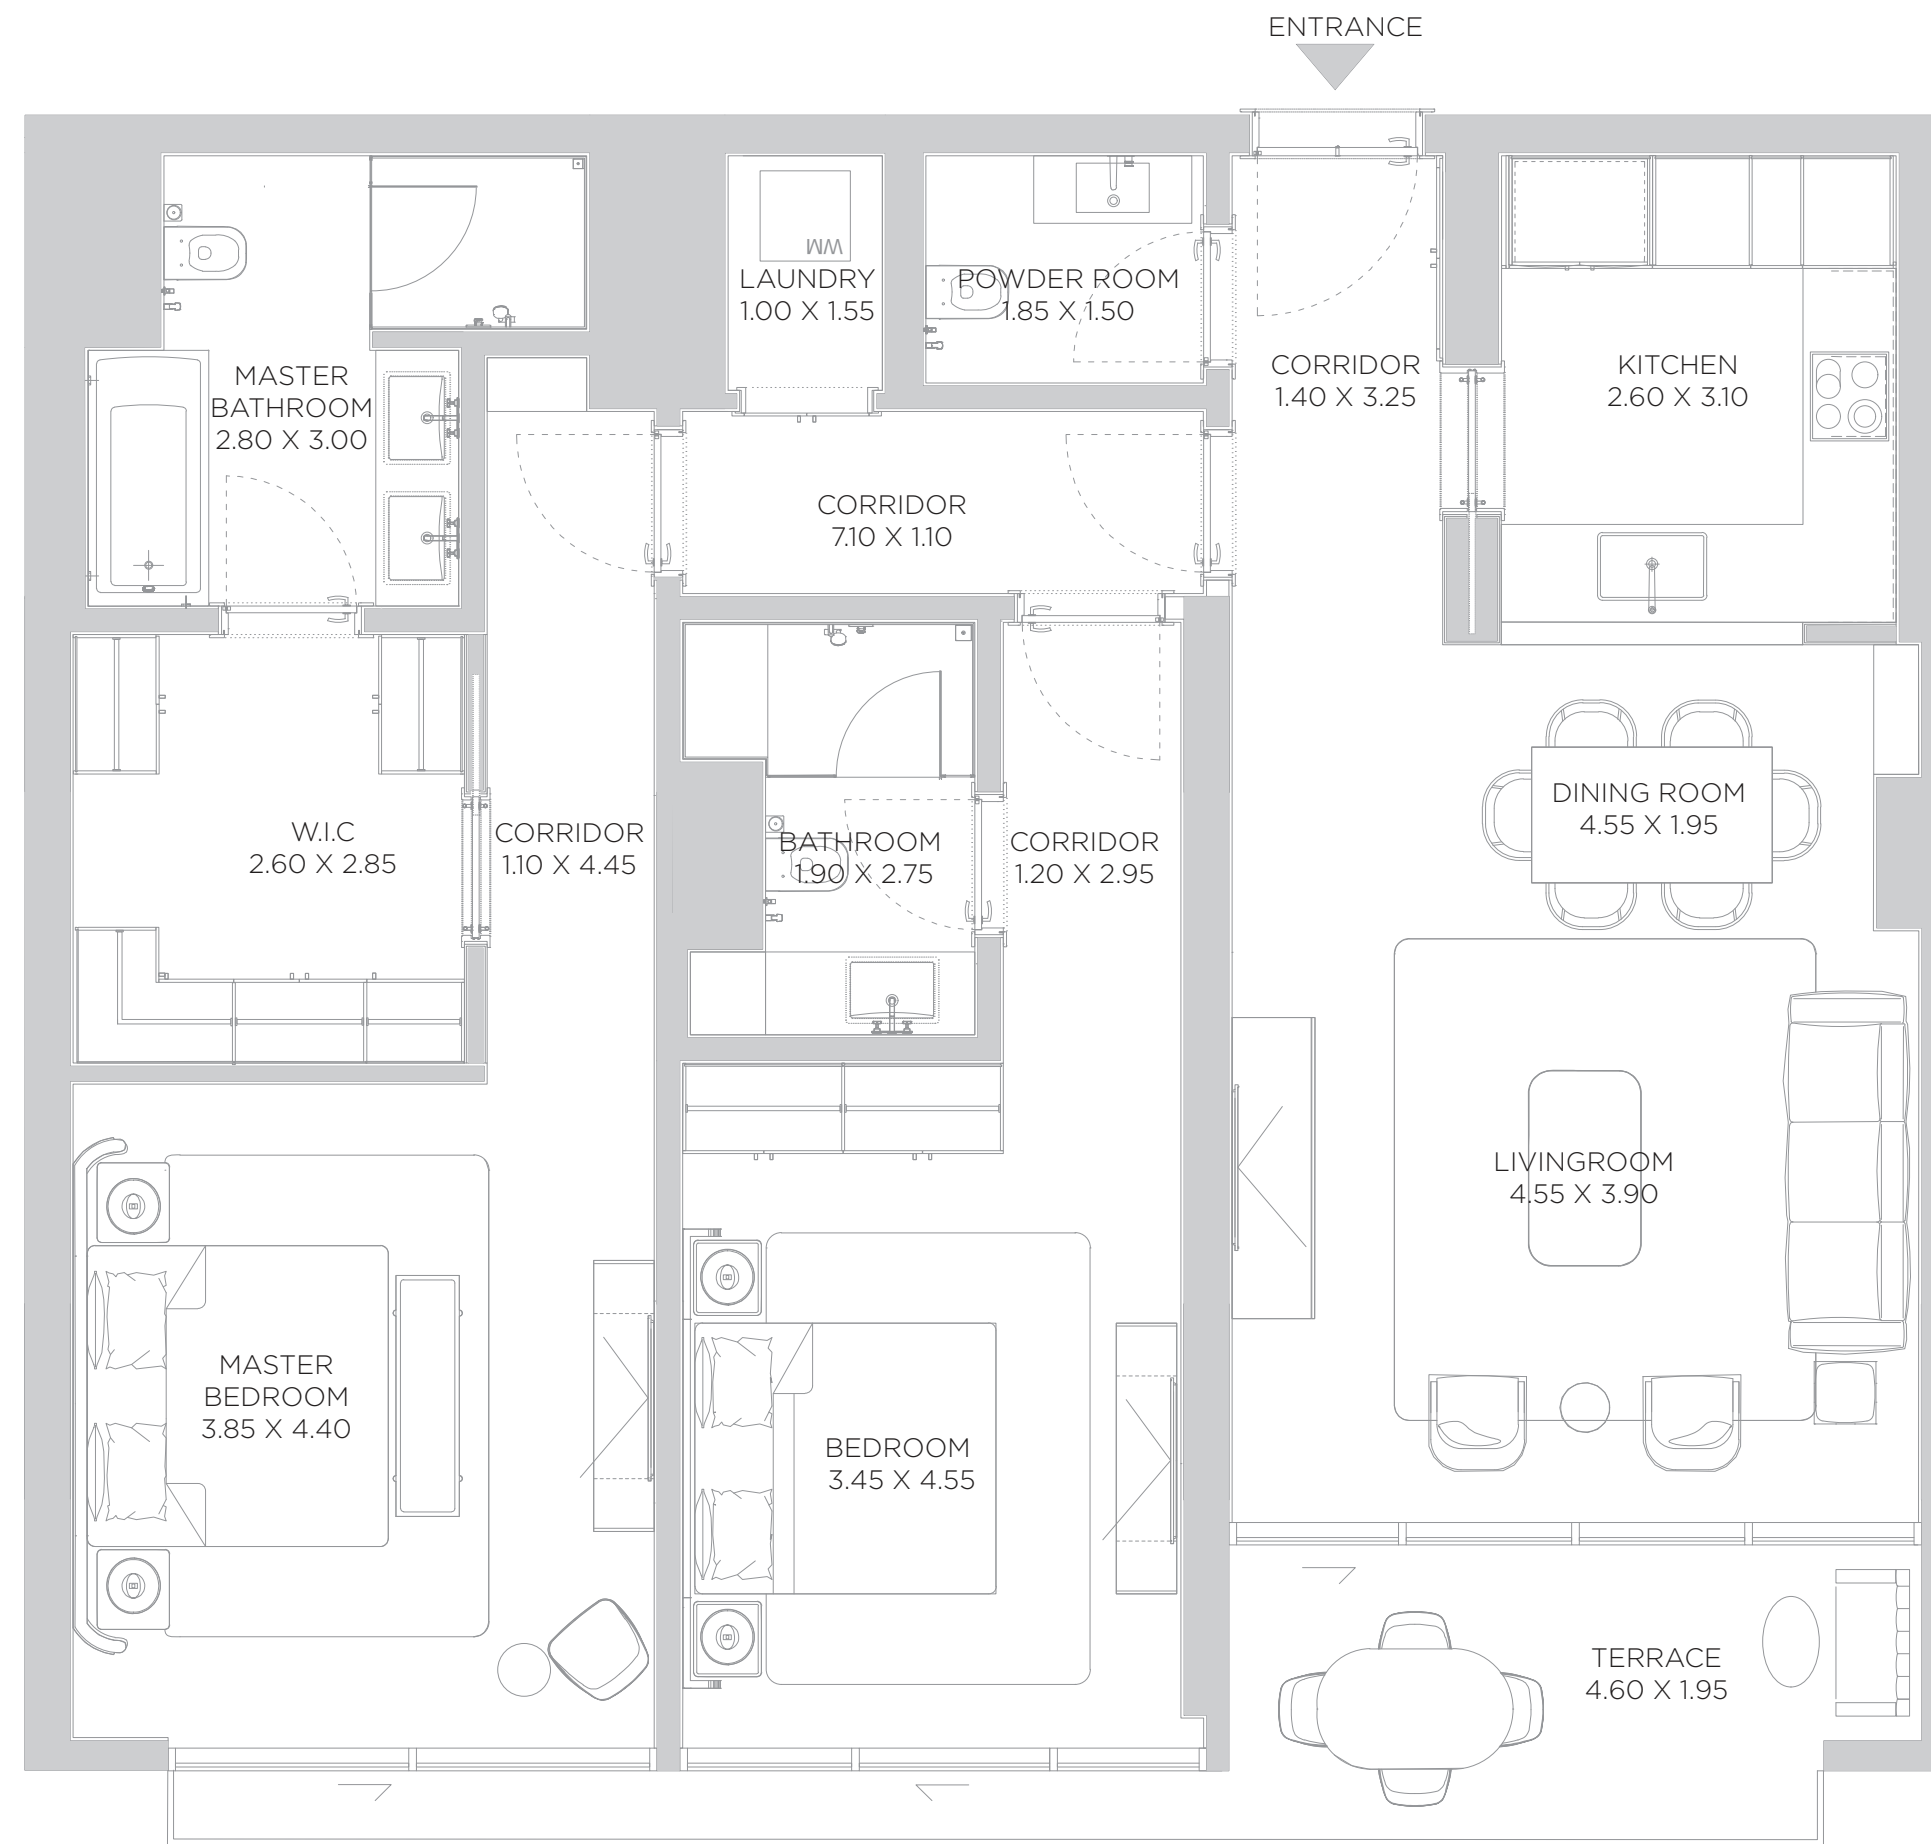 ENTRANCE
WM
LAUNDRY
1.00 X 1.55
POWDER ROOM
1.85 X 1.50
CORRIDOR
1.40 X 3.25
KITCHEN
2.60 X 3.10
MASTER
BATHROOM
2.80 X 3.00
CORRIDOR
7.10 X 1.10
DINING ROOM
4.55 X 1.95
W.I.C
2.60 X 2.85
CORRIDOR
1.10 X 4.45
BATHROOM
1.90 X 2.75
CORRIDOR
1.20 X 2.95
LIVINGROOM
4.55 X 3.90
MASTER
BEDROOM
3.85 X 4.40
BEDROOM
3.45 X 4.55
TERRACE
4.60 X 1.95